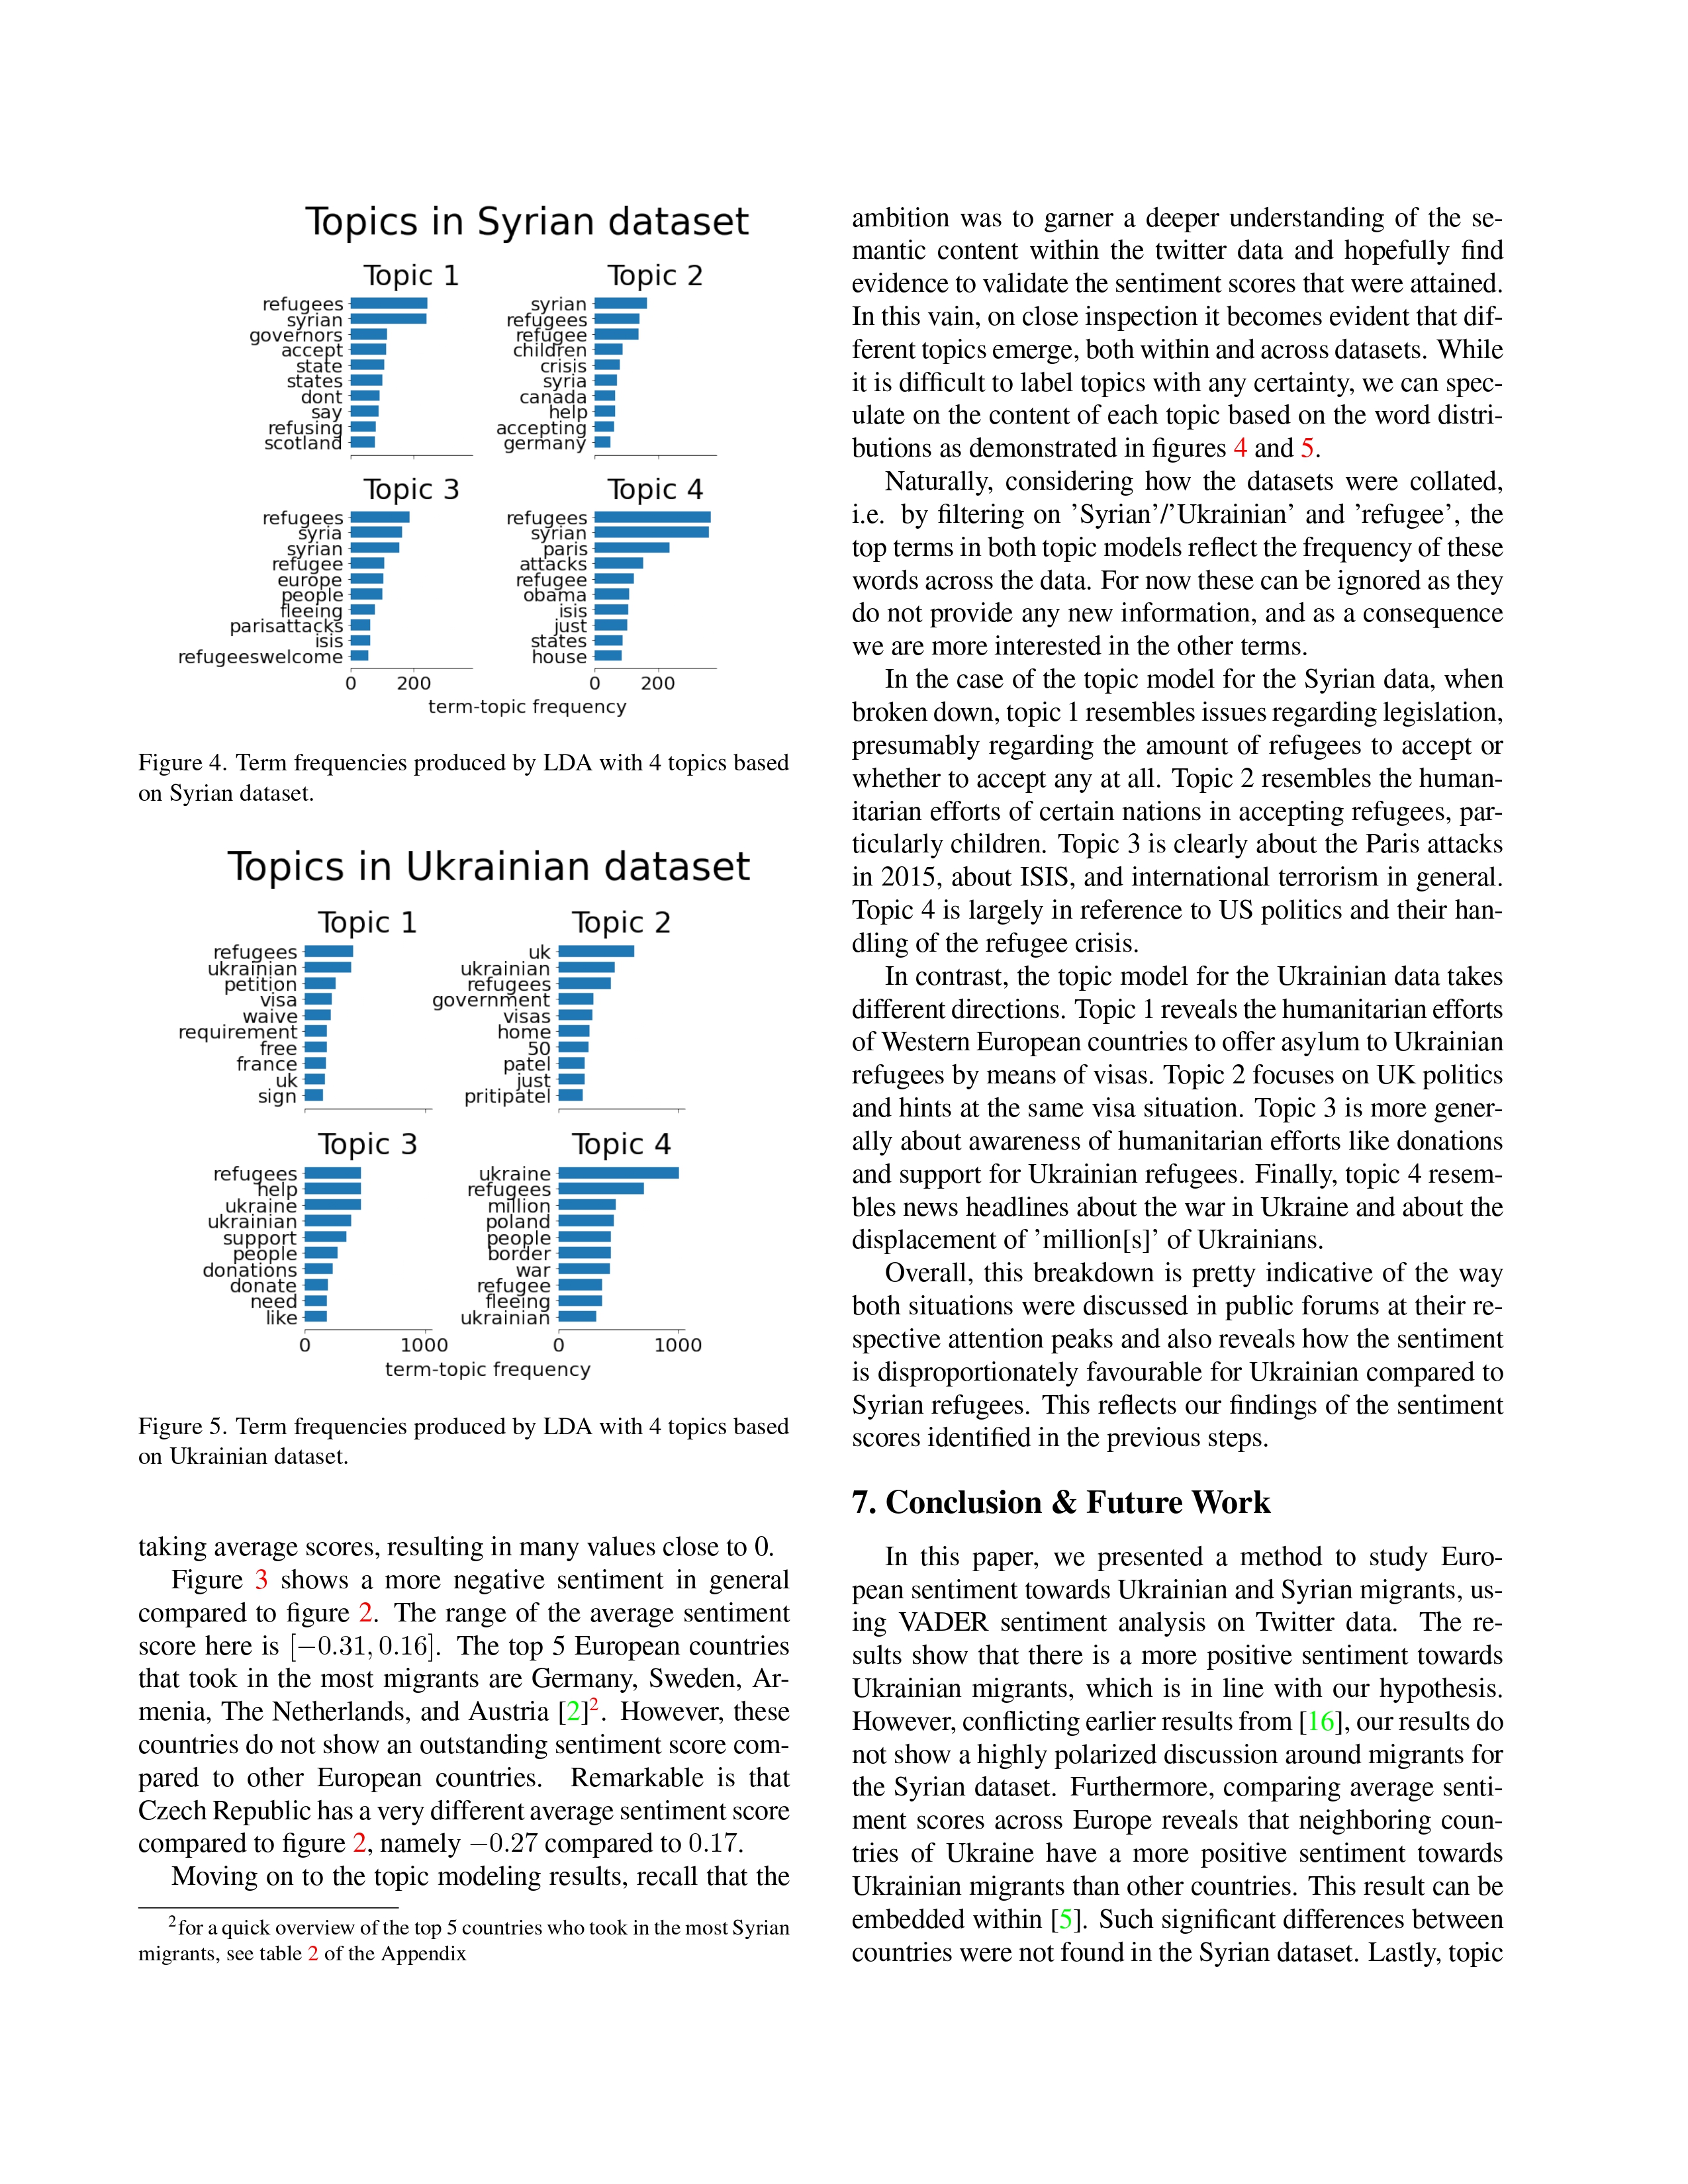 Topics in Syrian dataset
Topic 1
refugees
syrian
governors
accept
state
states
dont
say
refusing
scotland
Topic 2
syrian
refugees
refugee
children
crisis
syria
canada
help
accepting
germany
Topic 3
refugees
syria
syrian
refugee
europe
people
fleeing
parisattacks
isis
refugeeswelcome
0 200
Topic 4
refugees
syrian
paris
attacks
refugee
obama
isis
just
states
house
0 200
term-topic frequency
Figure 4. Term frequencies produced by LDA with 4 topics based
on Syrian dataset.
Topics in Ukrainian dataset
Topic 1
refugees
ukrainian
petition
visa
waive
requirement
free
france
uk
sign
Topic 2
uk
ukrainian
refugees
government
visas
home
50
patel
just
pritipatel
Topic 3
refugees
help
ukraine
ukrainian
support
people
donations
donate
need
like
0 1000
Topic 4
ukraine
refugees
million
poland
people
border
war
refugee
fleeing
ukrainian
0 1000
term-topic frequency
Figure 5. Term frequencies produced by LDA with 4 topics based
on Ukrainian dataset.
taking average scores, resulting in many values close to 0.
Figure 3 shows a more negative sentiment in general
compared to figure 2. The range of the average sentiment
score here is [−0.31, 0.16]. The top 5 European countries
that took in the most migrants are Germany, Sweden, Ar-
menia, The Netherlands, and Austria [2]2. However, these
countries do not show an outstanding sentiment score com-
pared to other European countries. Remarkable is that
Czech Republic has a very different average sentiment score
compared to figure 2, namely −0.27 compared to 0.17.
Moving on to the topic modeling results, recall that the
2for a quick overview of the top 5 countries who took in the most Syrian
migrants, see table 2 of the Appendix
ambition was to garner a deeper understanding of the se-
mantic content within the twitter data and hopefully find
evidence to validate the sentiment scores that were attained.
In this vain, on close inspection it becomes evident that dif-
ferent topics emerge, both within and across datasets. While
it is difficult to label topics with any certainty, we can spec-
ulate on the content of each topic based on the word distri-
butions as demonstrated in figures 4 and 5.
Naturally, considering how the datasets were collated,
i.e. by filtering on ’Syrian’/’Ukrainian’ and ’refugee’, the
top terms in both topic models reflect the frequency of these
words across the data. For now these can be ignored as they
do not provide any new information, and as a consequence
we are more interested in the other terms.
In the case of the topic model for the Syrian data, when
broken down, topic 1 resembles issues regarding legislation,
presumably regarding the amount of refugees to accept or
whether to accept any at all. Topic 2 resembles the human-
itarian efforts of certain nations in accepting refugees, par-
ticularly children. Topic 3 is clearly about the Paris attacks
in 2015, about ISIS, and international terrorism in general.
Topic 4 is largely in reference to US politics and their han-
dling of the refugee crisis.
In contrast, the topic model for the Ukrainian data takes
different directions. Topic 1 reveals the humanitarian efforts
of Western European countries to offer asylum to Ukrainian
refugees by means of visas. Topic 2 focuses on UK politics
and hints at the same visa situation. Topic 3 is more gener-
ally about awareness of humanitarian efforts like donations
and support for Ukrainian refugees. Finally, topic 4 resem-
bles news headlines about the war in Ukraine and about the
displacement of ’million[s]’ of Ukrainians.
Overall, this breakdown is pretty indicative of the way
both situations were discussed in public forums at their re-
spective attention peaks and also reveals how the sentiment
is disproportionately favourable for Ukrainian compared to
Syrian refugees. This reflects our findings of the sentiment
scores identified in the previous steps.
7. Conclusion & Future Work
In this paper, we presented a method to study Euro-
pean sentiment towards Ukrainian and Syrian migrants, us-
ing VADER sentiment analysis on Twitter data. The re-
sults show that there is a more positive sentiment towards
Ukrainian migrants, which is in line with our hypothesis.
However, conflicting earlier results from [16], our results do
not show a highly polarized discussion around migrants for
the Syrian dataset. Furthermore, comparing average senti-
ment scores across Europe reveals that neighboring coun-
tries of Ukraine have a more positive sentiment towards
Ukrainian migrants than other countries. This result can be
embedded within [5]. Such significant differences between
countries were not found in the Syrian dataset. Lastly, topic